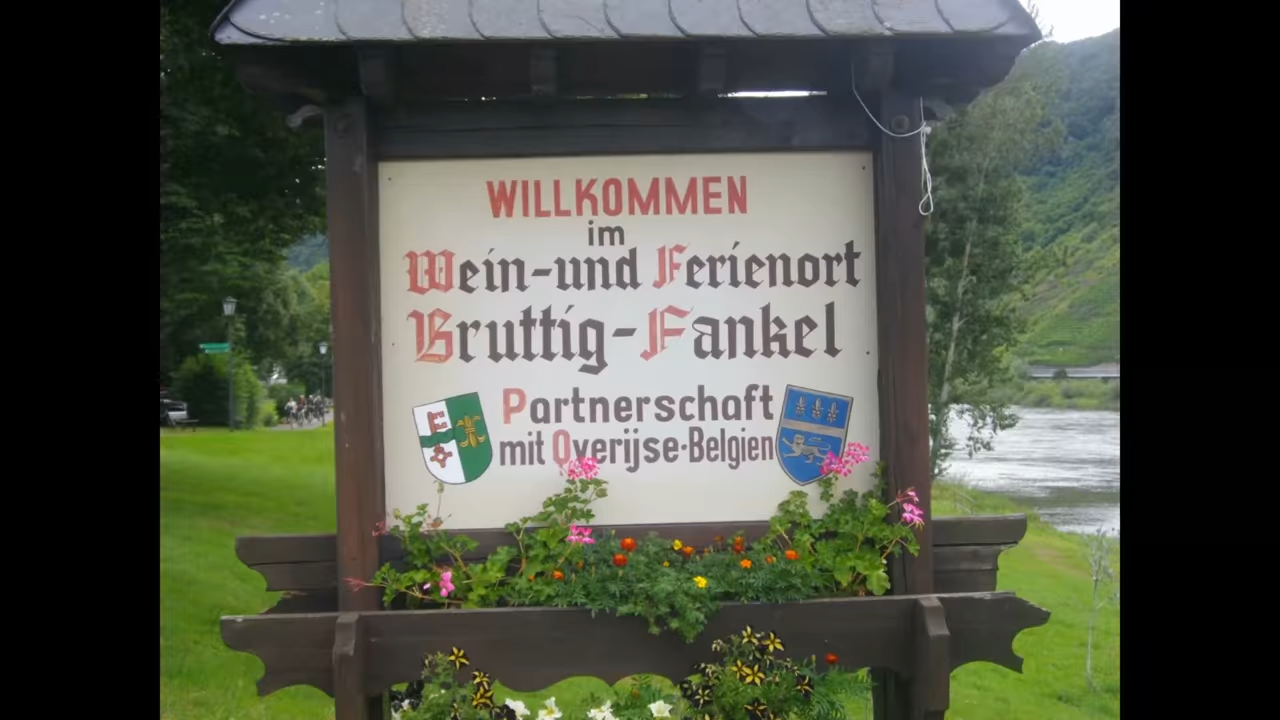 WILLKOMMEN
im
Wein-und Ferienort
Bruttig-Fankel
Partnerschaft
mit Overijse-Belgien